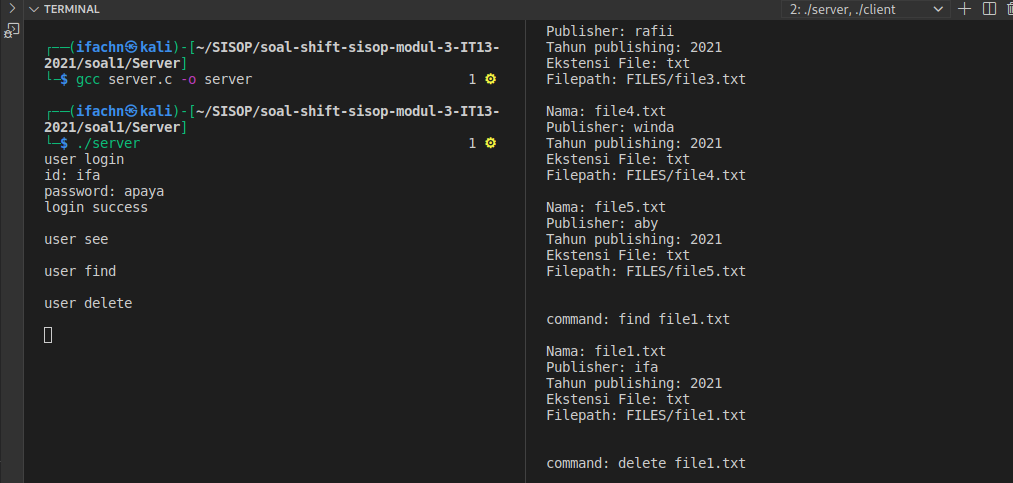 TERMINAL
2: ./server, ./client
┌──(ifachn㉿kali)-[~/SISOP/soal-shift-sisop-modul-3-IT13-
2021/soal1/Server]
└─$ gcc server.c -o server 1 ⚙
┌──(ifachn㉿kali)-[~/SISOP/soal-shift-sisop-modul-3-IT13-
2021/soal1/Server]
└─$ ./server 1 ⚙
user login
id: ifa
password: apaya
login success
user see
user find
user delete
Publisher: rafii
Tahun publishing: 2021
Ekstensi File: txt
Filepath: FILES/file3.txt
Nama: file4.txt
Publisher: winda
Tahun publishing: 2021
Ekstensi File: txt
Filepath: FILES/file4.txt
Nama: file5.txt
Publisher: aby
Tahun publishing: 2021
Ekstensi File: txt
Filepath: FILES/file5.txt
command: find file1.txt
Nama: file1.txt
Publisher: ifa
Tahun publishing: 2021
Ekstensi File: txt
Filepath: FILES/file1.txt
command: delete file1.txt